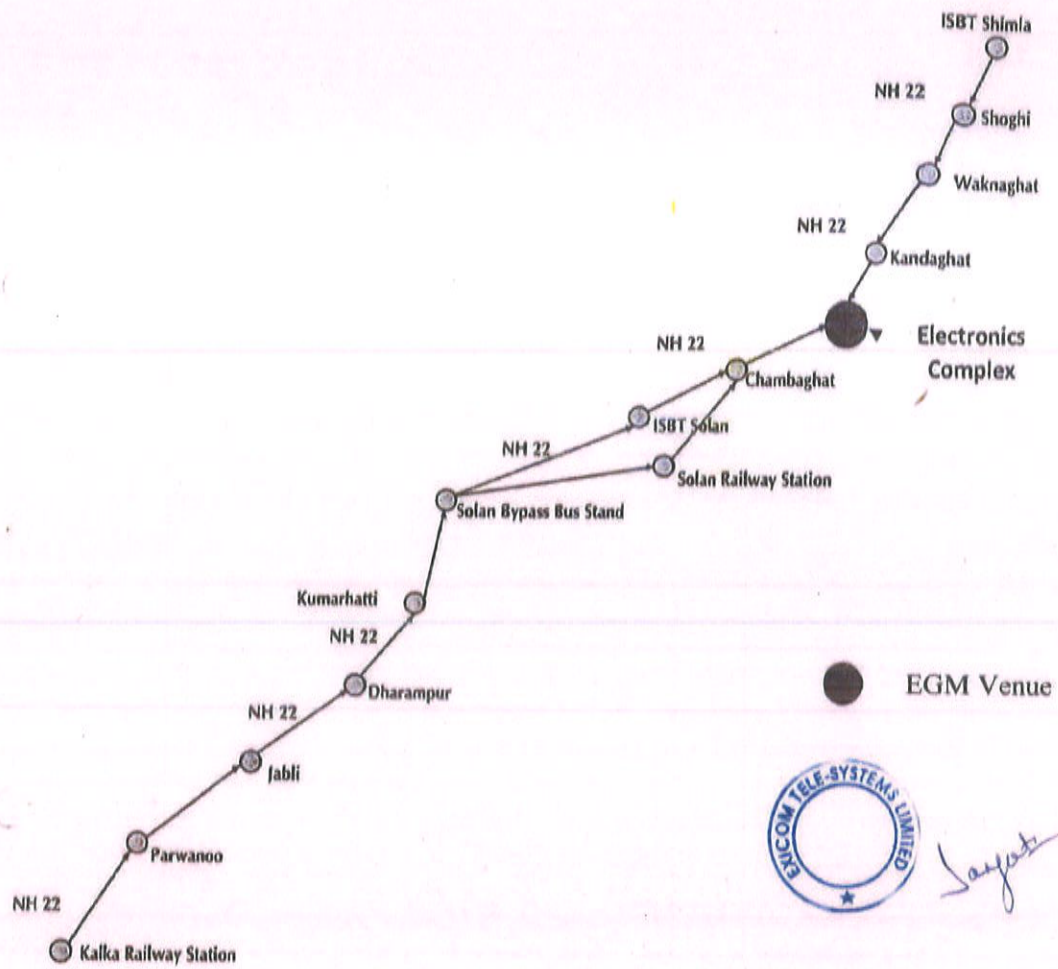 ISBT Shimla
NH 22
Shoghi
Waknaghat
NH 22
Kandaghat
Electronics
Complex
NH 22
Chambaghat
ISBT Solan
NH 22
Solan Railway Station
Solan Bypass Bus Stand
Kumarhatti
NH 22
Dharampur
NH 22
Jabli
Parwanoo
NH 22
Kalka Railway Station
EGM Venue
EXICOM TELE-SYSTEMS LIMITED